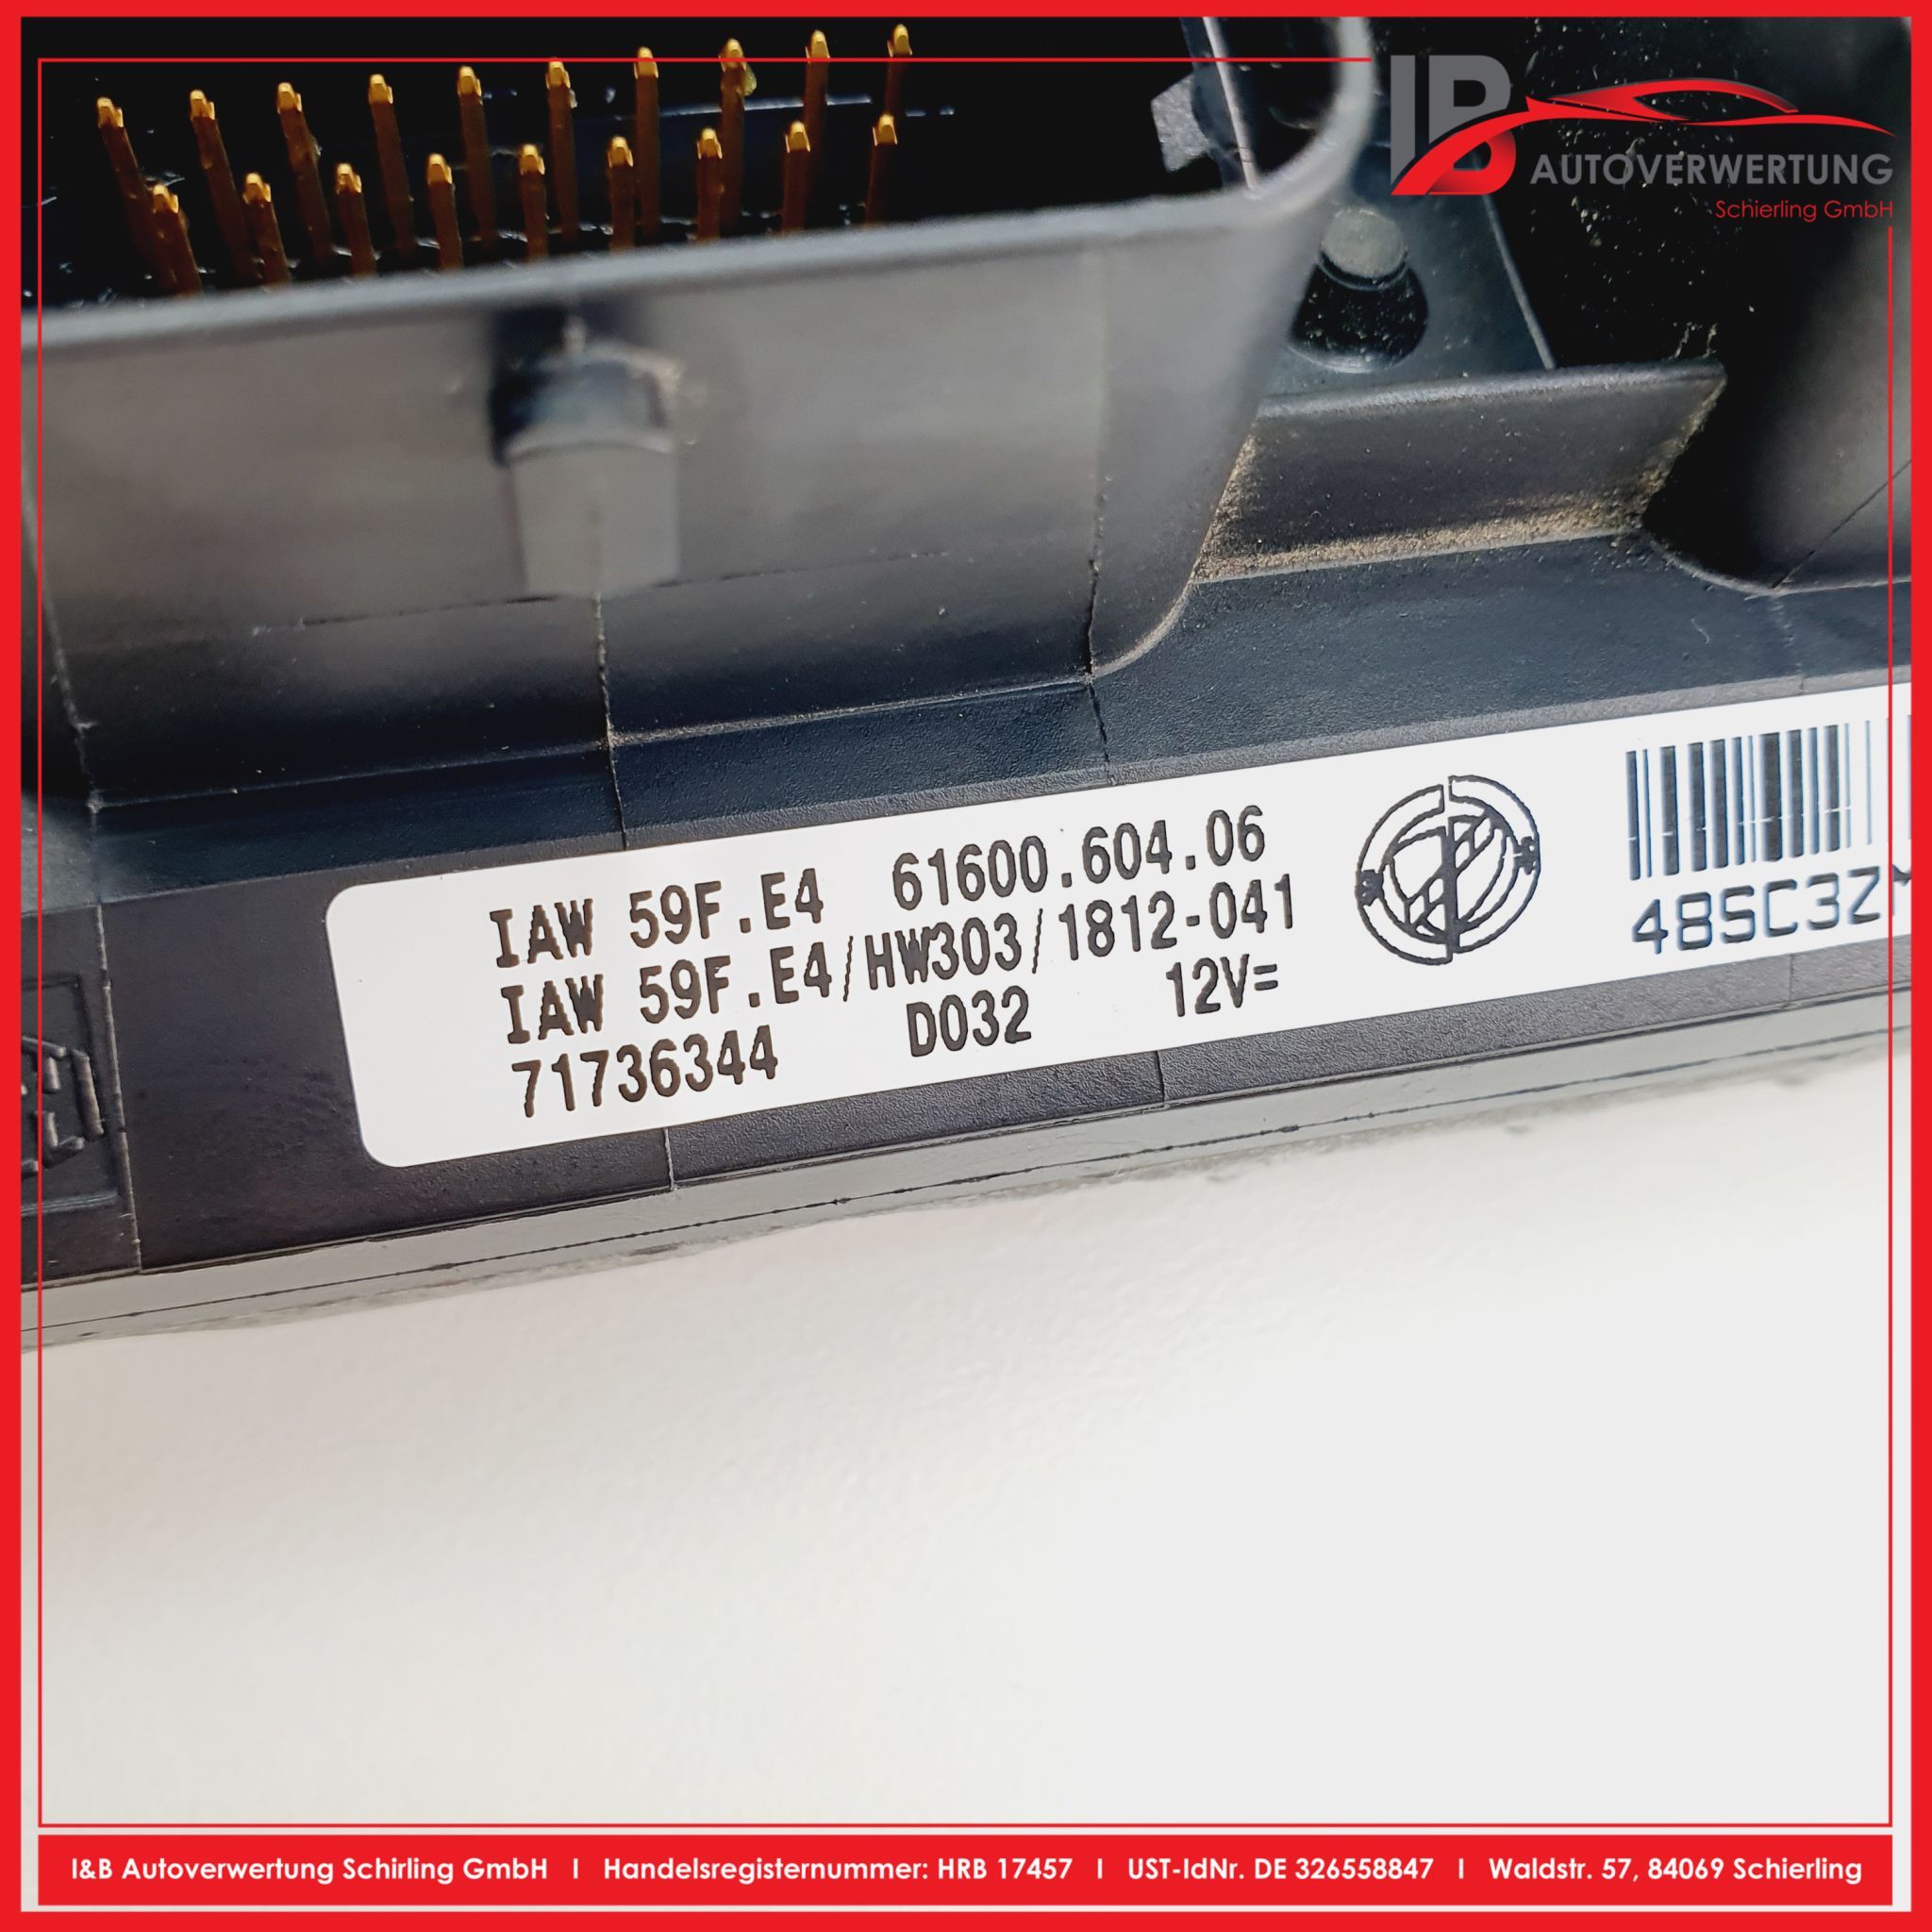 IB
AUTOVERWERTUNG
Schierling GmbH
IAW 59F.E4 61600.604.06
IAW 59F.E4/HW303/1812-041
71736344 D032 12V=
48SC3Z
I&B Autoverwertung Schirling GmbH I Handelsregisternummer: HRB 17457 I UST-IdNr. DE 326558847 I Waldstr. 57, 84069 Schierling